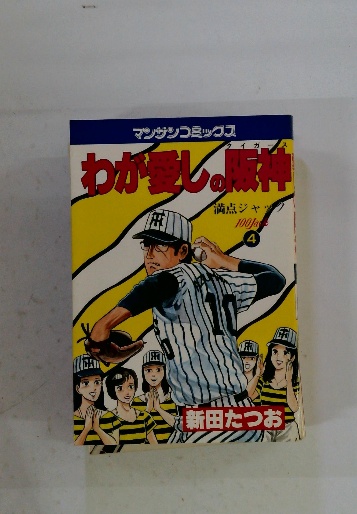 マンサンコミックス
タイガース
わが愛しの阪神
満点ジャック
100Jack
4
10
新田たつお